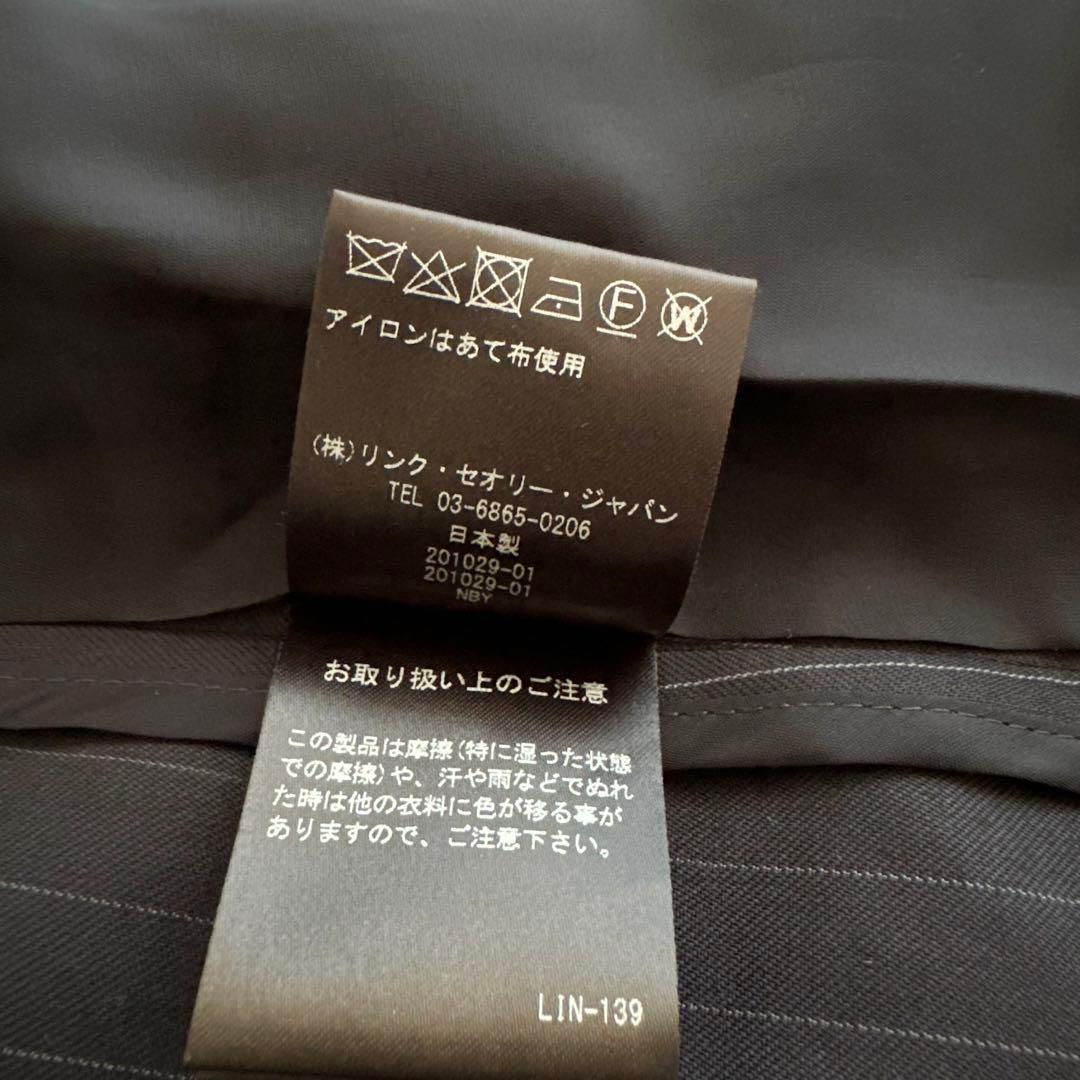 F W
アイロンはあて布使用
(株)リンク・セオリー・ジャパン
TEL 03-6865-0206
日本製
201029-01
201029-01
NBY
お取り扱い上のご注意
この製品は摩擦(特に湿った状態
での摩擦)や、汗や雨などでぬれ
た時は他の衣料に色が移る事が
ありますので、ご注意下さい。
LIN-139